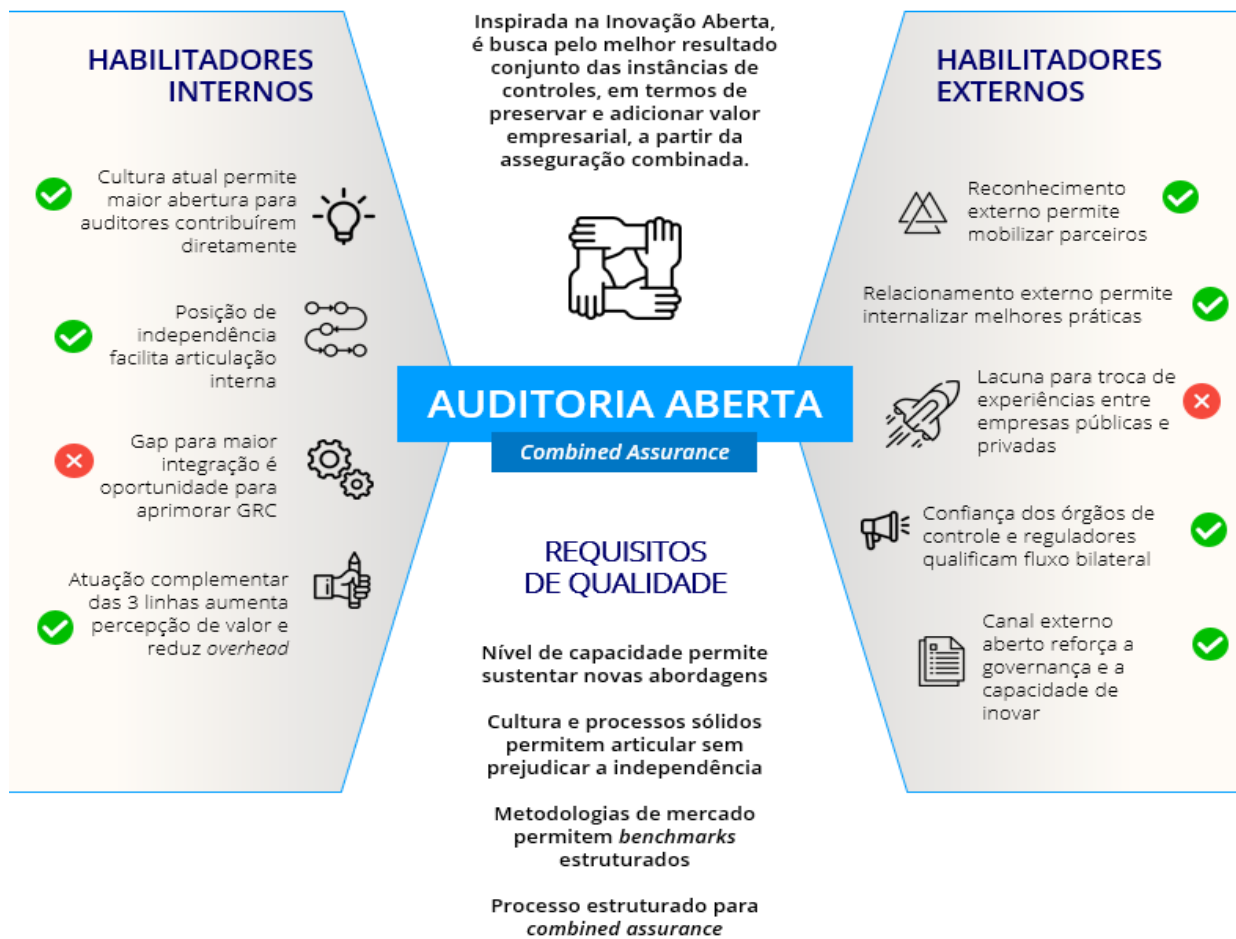 HABILITADORES
INTERNOS
Cultura atual permite
maior abertura para
auditores contribuírem
diretamente
Posição de
independência
facilita articulação
interna
Gap para maior
integração é
oportunidade para
aprimorar GRC
Atuação complementar
das 3 linhas aumenta
percepção de valor e
reduz overhead
Inspirada na Inovação Aberta,
é busca pelo melhor resultado
conjunto das instâncias de
controles, em termos de
preservar e adicionar valor
empresarial, a partir da
asseguração combinada.
AUDITORIA ABERTA
Combined Assurance
REQUISITOS
DE QUALIDADE
Nível de capacidade permite
sustentar novas abordagens
Cultura e processos sólidos
permitem articular sem
prejudicar a independência
Metodologias de mercado
permitem benchmarks
estruturados
Processo estruturado para
combined assurance
HABILITADORES
EXTERNOS
Reconhecimento
externo permite
mobilizar parceiros
Relacionamento externo permite
internalizar melhores práticas
Lacuna para troca de
experiências entre
empresas públicas e
privadas
Confiança dos órgãos de
controle e reguladores
qualificam fluxo bilateral
Canal externo
aberto reforça a
governança e a
capacidade de
inovar